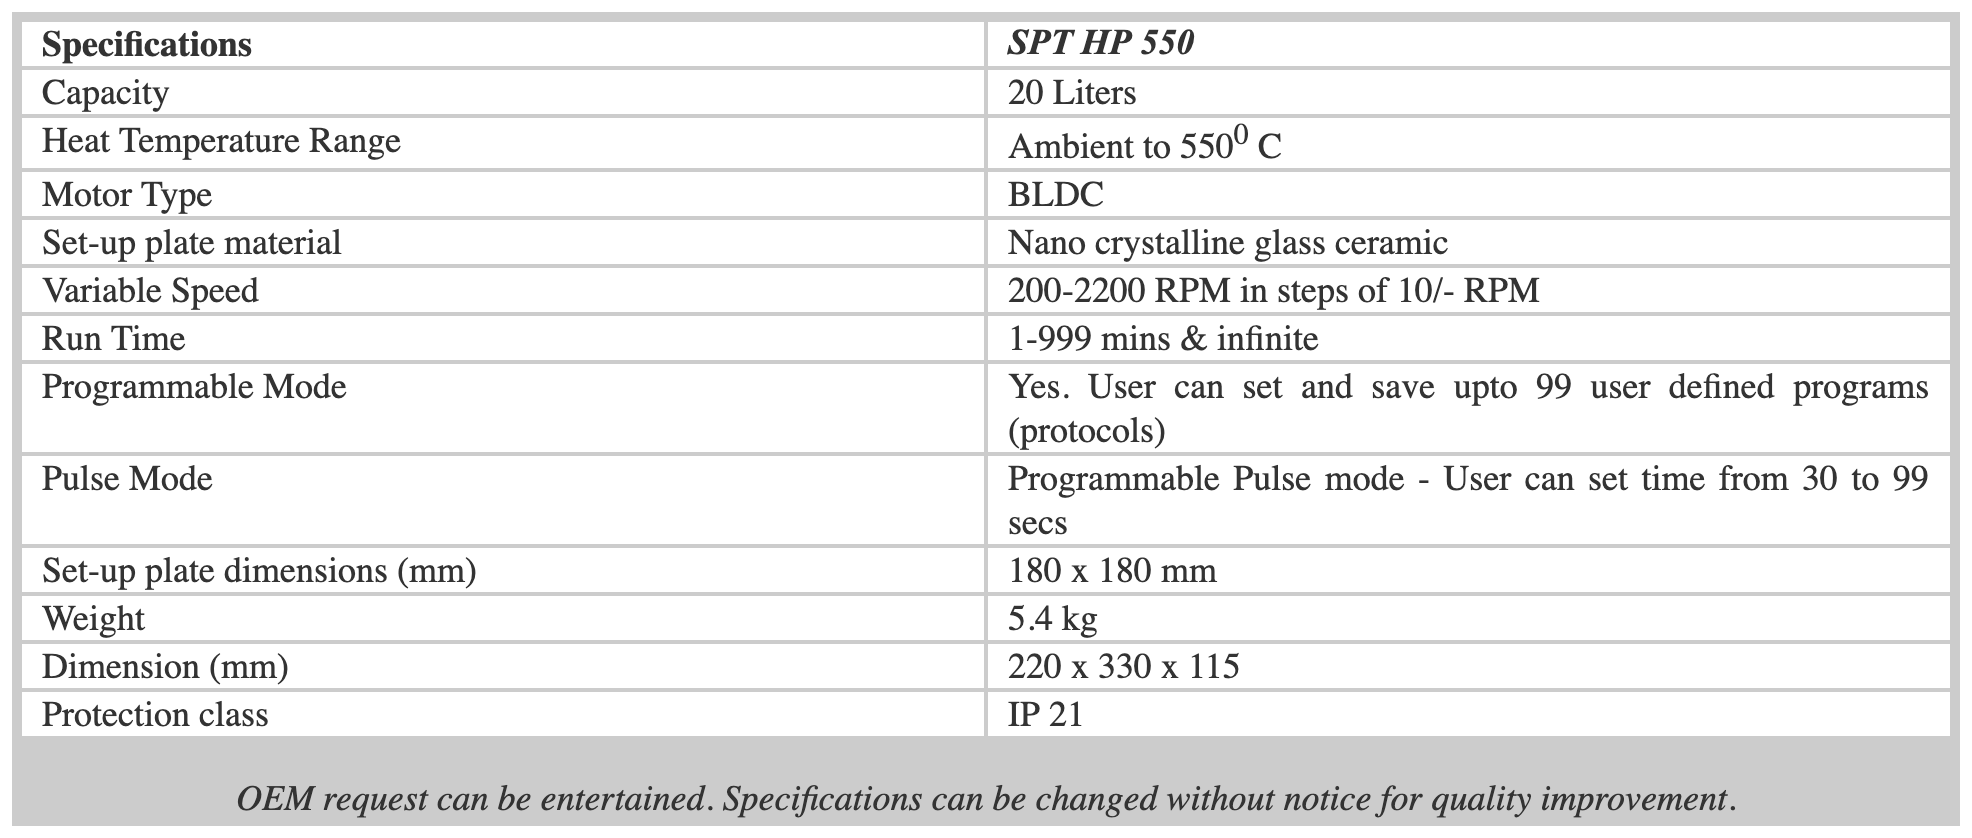 Specifications SPT HP 550
Capacity 20 Liters
Heat Temperature Range Ambient to 550⁰ C
Motor Type BLDC
Set-up plate material Nano crystalline glass ceramic
Variable Speed 200-2200 RPM in steps of 10/- RPM
Run Time 1-999 mins & infinite
Programmable Mode Yes. User can set and save upto 99 user defined programs
(protocols)
Pulse Mode Programmable Pulse mode - User can set time from 30 to 99
secs
Set-up plate dimensions (mm) 180 x 180 mm
Weight 5.4 kg
Dimension (mm) 220 x 330 x 115
Protection class IP 21
OEM request can be entertained. Specifications can be changed without notice for quality improvement.